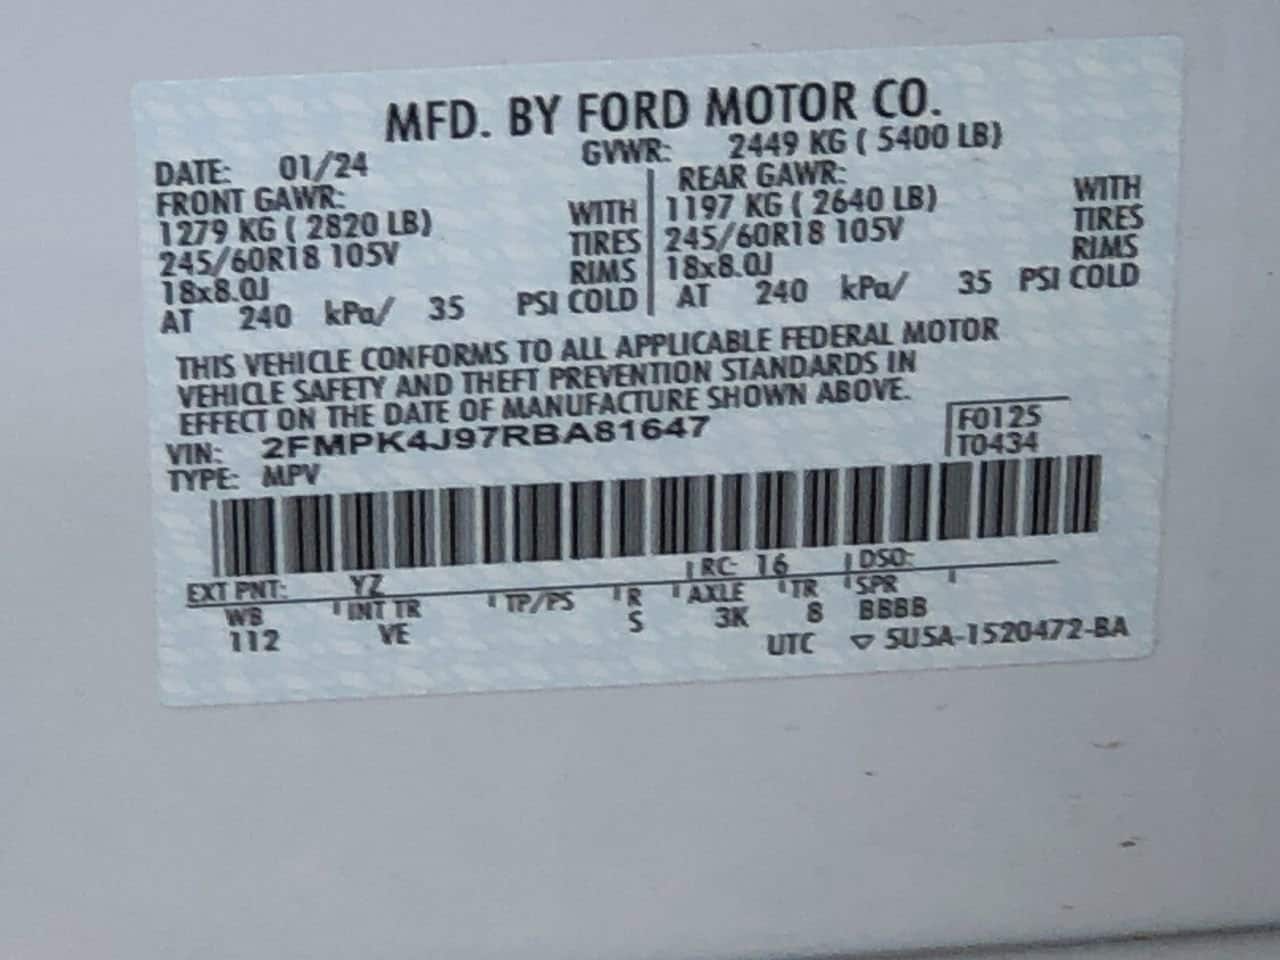 MFD. BY FORD MOTOR CO.
DATE: 01/24 GVWR: 2449 KG ( 5400 LB)
FRONT GAWR: REAR GAWR:
1279 KG ( 2820 LB) WITH 1197 KG ( 2640 LB) WITH
245/60R18 105V TIRES 245/60R18 105V TIRES
18x8.0J RIMS 18x8.0J RIMS
AT 240 kPa/ 35 PSI COLD AT 240 kPa/ 35 PSI COLD
THIS VEHICLE CONFORMS TO ALL APPLICABLE FEDERAL MOTOR
VEHICLE SAFETY AND THEFT PREVENTION STANDARDS IN
EFFECT ON THE DATE OF MANUFACTURE SHOWN ABOVE.
VIN: 2FMPK4J97RBA81647 F0125
TYPE: MPV T0434
EXT PNT: YZ RC: 16 DSO:
WB INT TR TP/PS R AXLE TR SPR
112 VE S 3K 8 BBBB
UTC ▽ 5U5A-1520472-BA